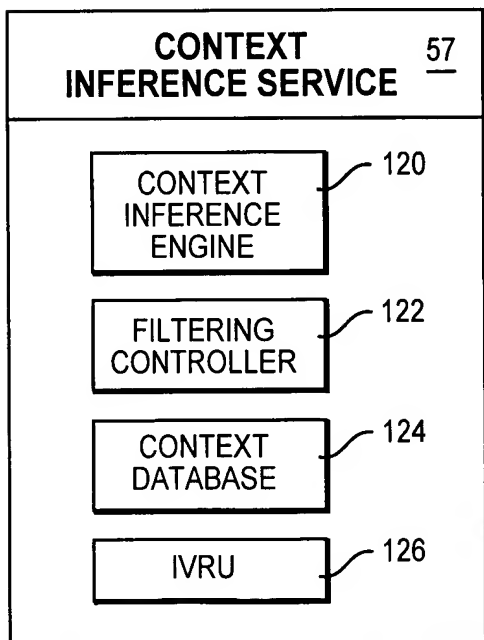 CONTEXT 57
INFERENCE SERVICE
CONTEXT 120
INFERENCE
ENGINE
FILTERING 122
CONTROLLER
CONTEXT 124
DATABASE
IVRU 126